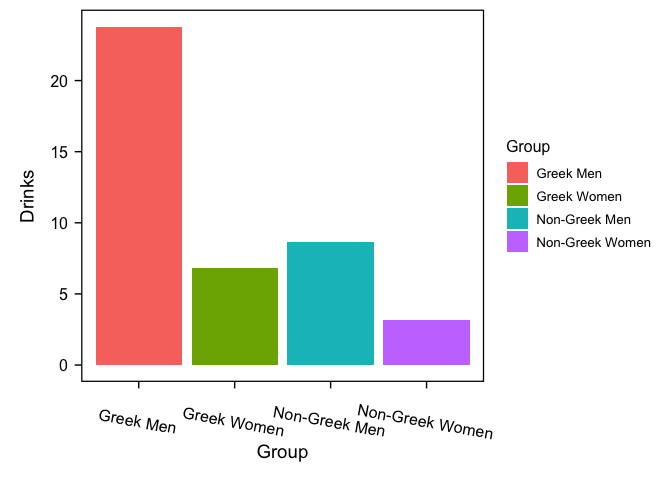 Drinks
20
15
10
5
0
Greek Men
Greek Women
Non-Greek Men
Non-Greek Women
Group
Group
Greek Men
Greek Women
Non-Greek Men
Non-Greek Women